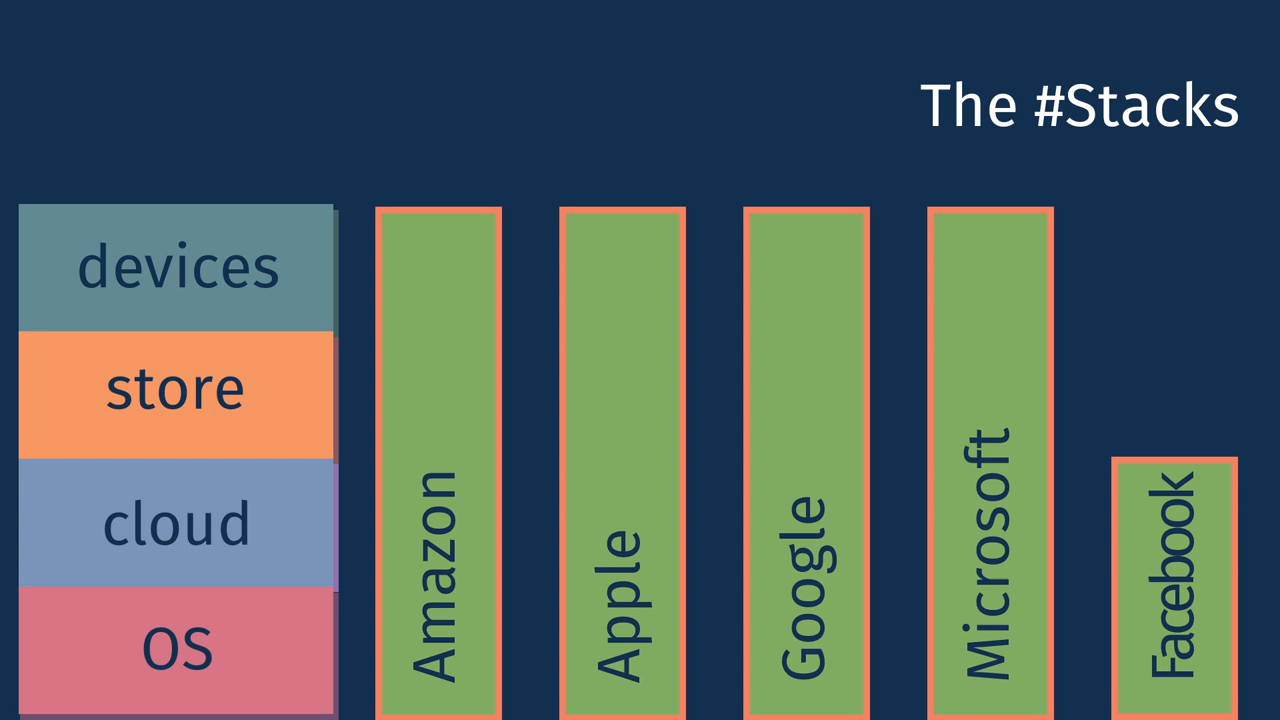 The #Stacks
devices
store
cloud
OS
Amazon
Apple
Google
Microsoft
Facebook